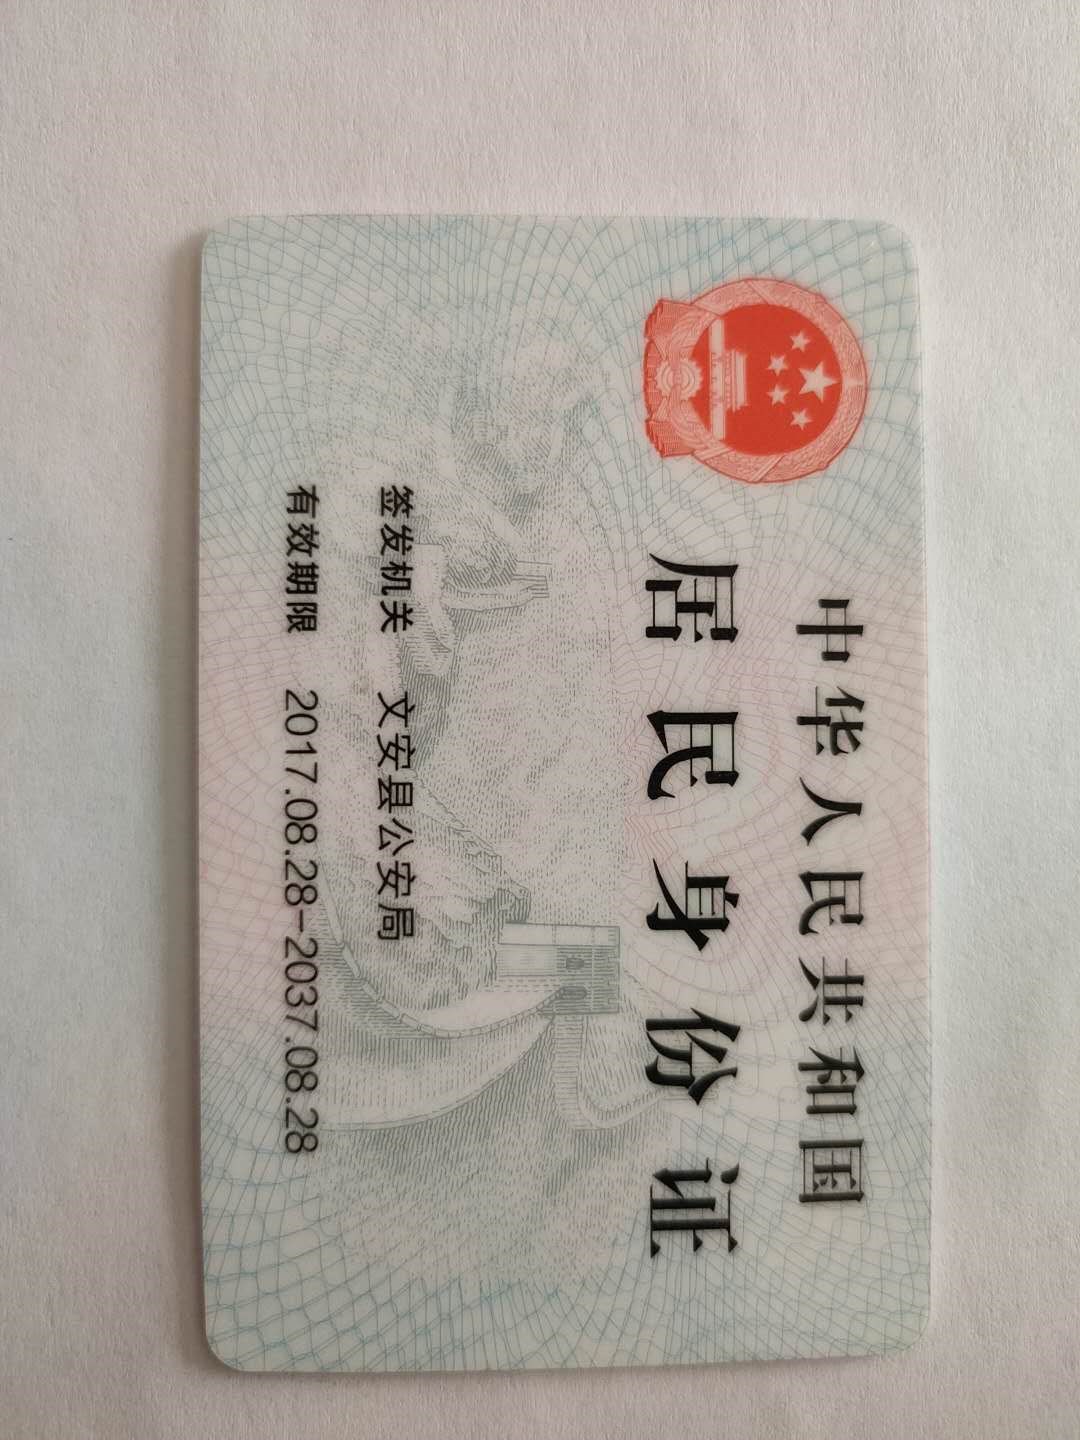 中华人民共和国
居民身份证
签发机关 文安县公安局
有效期限 2017.08.28-2037.08.28